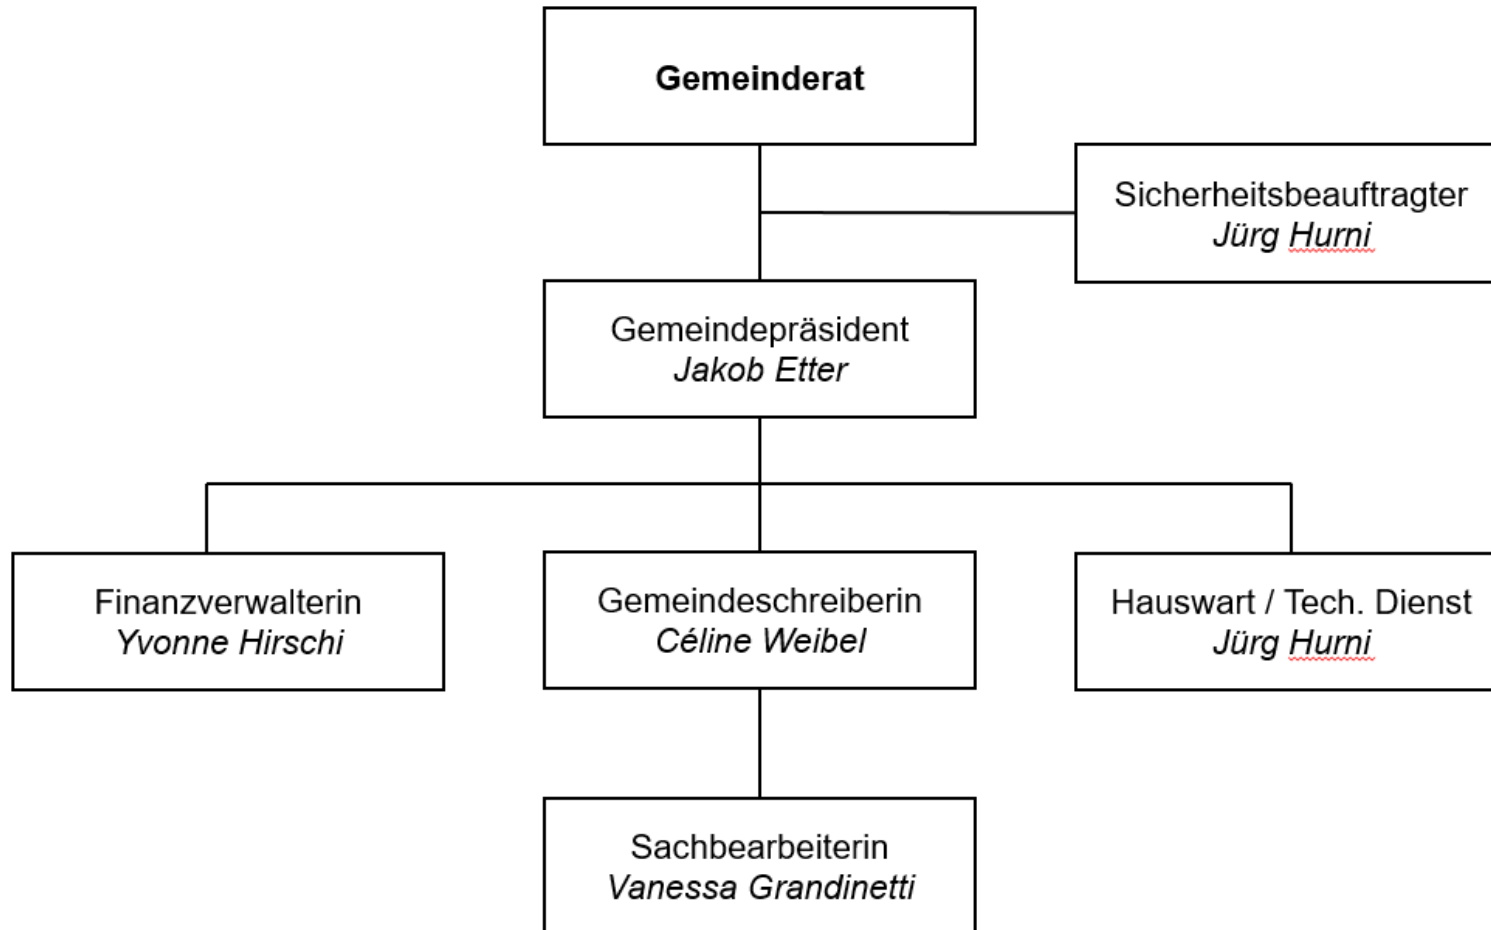 Gemeinderat
Sicherheitsbeauftragter
Jürg Hurni
Gemeindepräsident
Jakob Etter
Finanzverwalterin
Yvonne Hirschi
Gemeindeschreiberin
Céline Weibel
Hauswart / Tech. Dienst
Jürg Hurni
Sachbearbeiterin
Vanessa Grandinetti